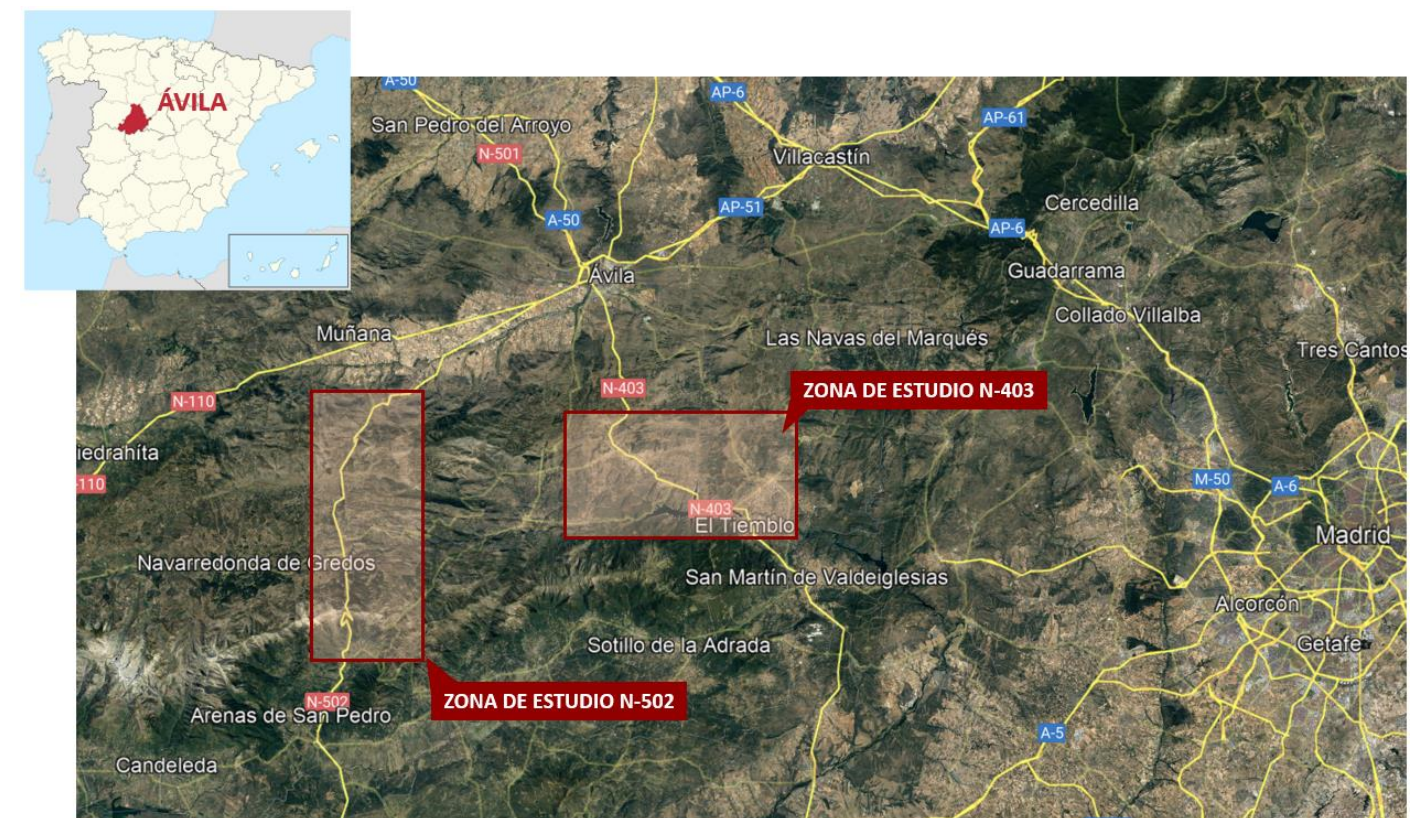 ÁVILA
A-50
AP-6
AP-61
San Pedro del Arroyo
N-501
Villacastín
Cercedilla
AP-51
A-50
AP-6
Ávila
Guadarrama
Collado Villalba
Muñana
Las Navas del Marqués
Tres Cantos
N-403
ZONA DE ESTUDIO N-403
N-110
iedrahíta
-110
M-50
A-6
N-403
El Tiemblo
Madrid
Navarredonda de Gredos
San Martín de Valdeiglesias
Alcorcón
Sotillo de la Adrada
Getafe
N-502
ZONA DE ESTUDIO N-502
Arenas de San Pedro
A-5
Candeleda